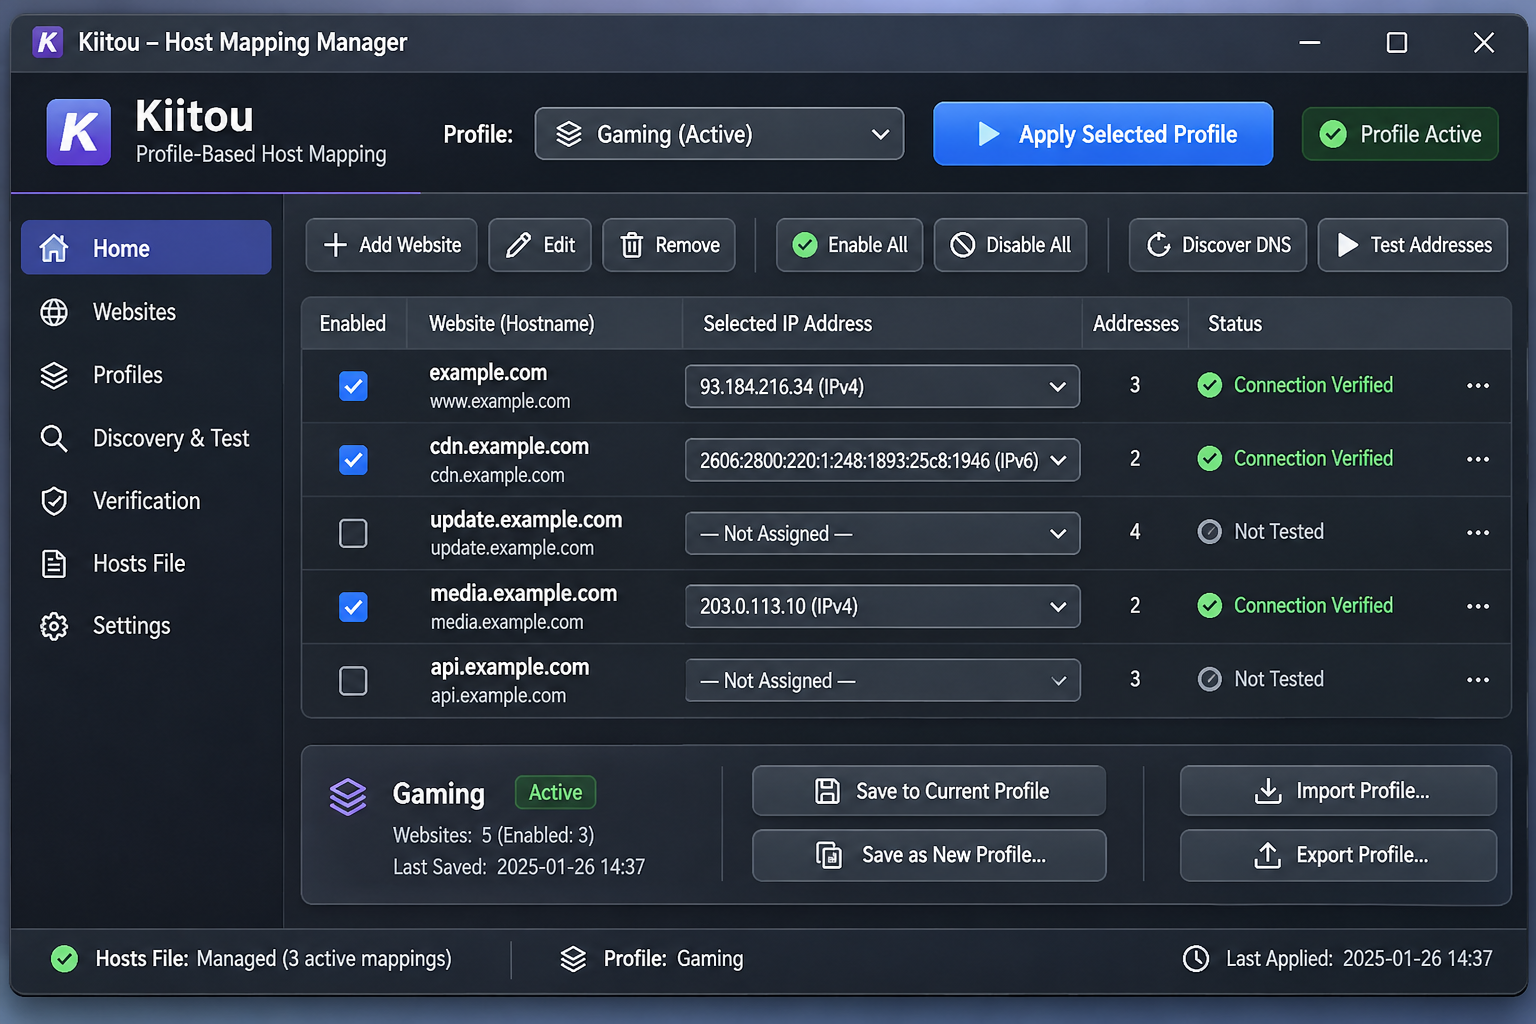 K Kiitou – Host Mapping Manager
K
Kiitou
Profile-Based Host Mapping
Profile: Gaming (Active)
Apply Selected Profile
Profile Active
Home
Websites
Profiles
Discovery & Test
Verification
Hosts File
Settings
Add Website Edit Remove Enable All Disable All Discover DNS Test Addresses
Enabled Website (Hostname) Selected IP Address Addresses Status
example.com
www.example.com
93.184.216.34 (IPv4) 3 Connection Verified
cdn.example.com
cdn.example.com
2606:2800:220:1:248:1893:25c8:1946 (IPv6) 2 Connection Verified
update.example.com
update.example.com
— Not Assigned — 4 Not Tested
media.example.com
media.example.com
203.0.113.10 (IPv4) 2 Connection Verified
api.example.com
api.example.com
— Not Assigned — 3 Not Tested
Gaming Active
Websites: 5 (Enabled: 3)
Last Saved: 2025-01-26 14:37
Save to Current Profile
Save as New Profile...
Import Profile...
Export Profile...
Hosts File: Managed (3 active mappings)
Profile: Gaming
Last Applied: 2025-01-26 14:37